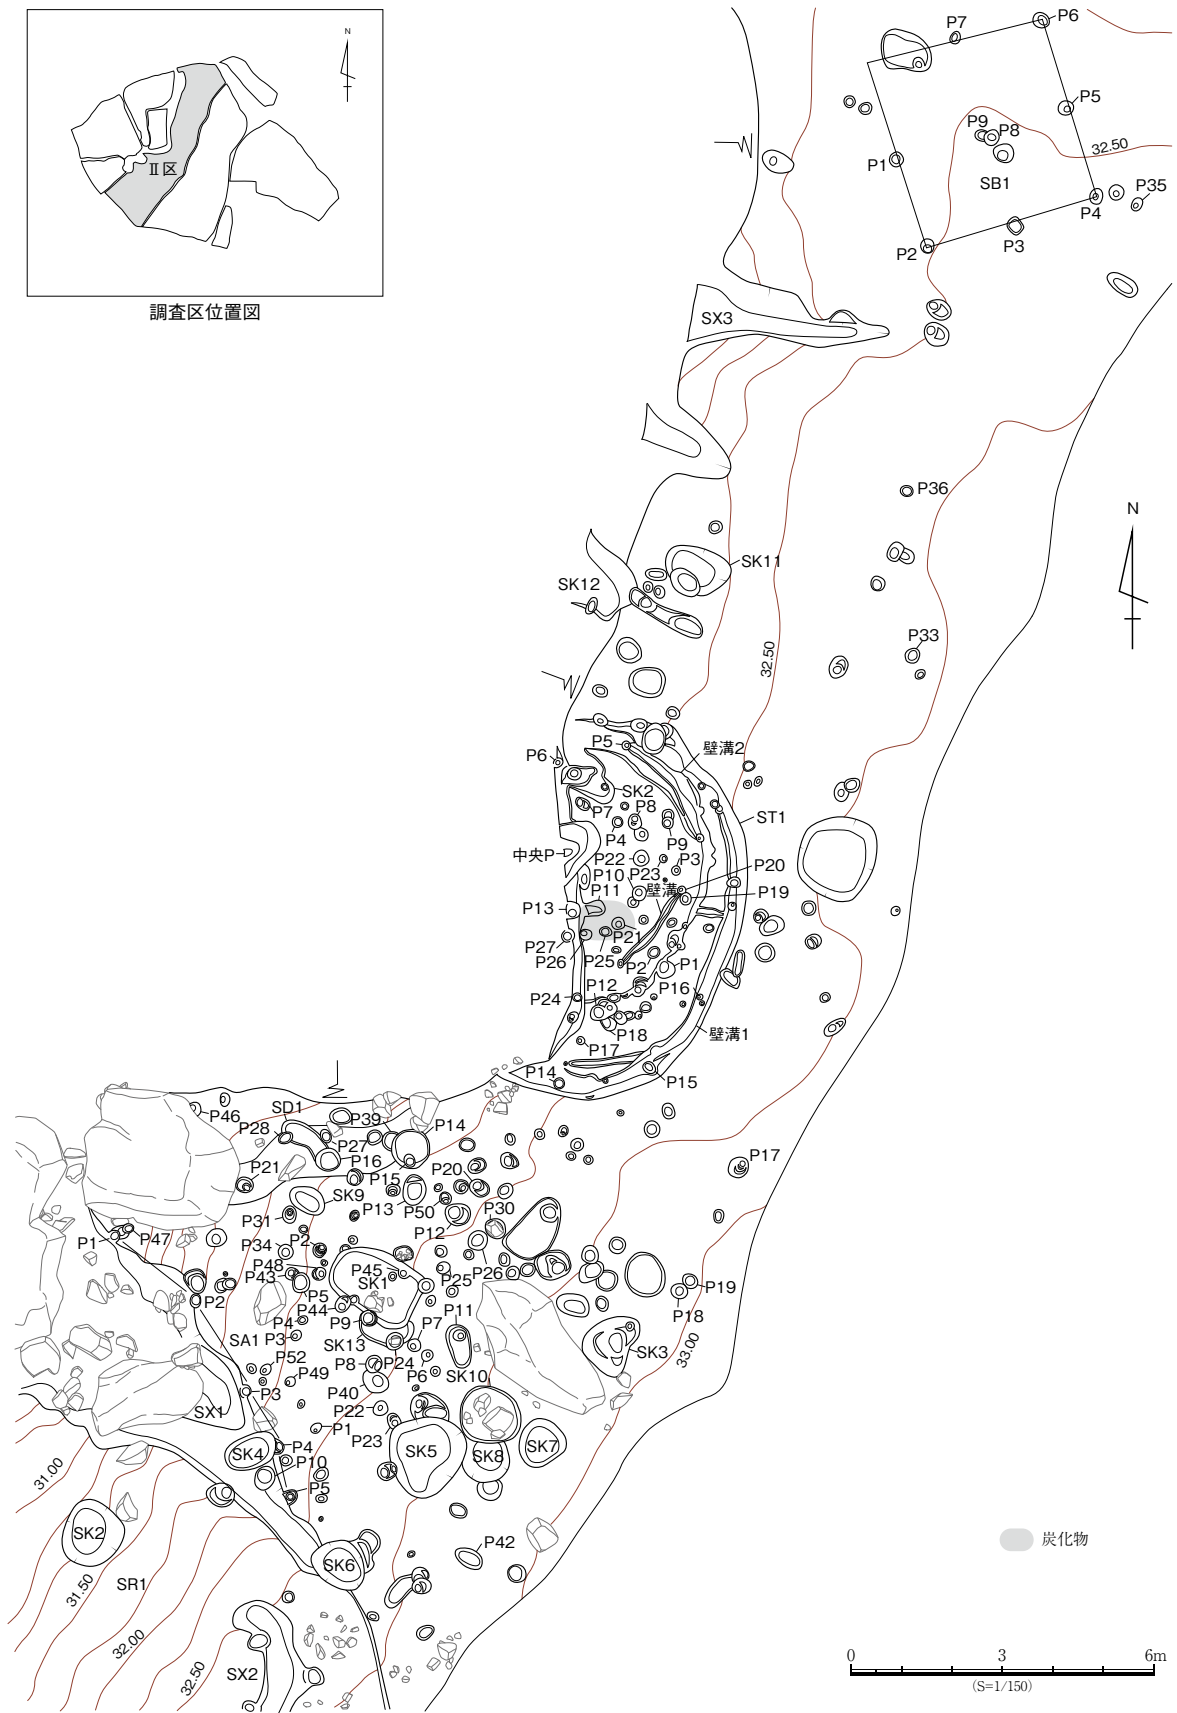 N
Ⅱ区
調査区位置図
P7
P6
P5
P9
P8
32.50
P1
SB1
P35
P4
P2
P3
SX3
P36
N
SK11
SK12
P33
32.50
P5
壁溝2
P6
SK2
P7
P8
ST1
P4
P9
中央P
P22
P3
P20
P10
P23
壁溝
P19
P11
P13
P21
P27
P26
P25
P2
P1
P12
P16
P24
P18
壁溝1
P17
P14
P15
P46
SD1
P39
P14
P28
P27
P16
P17
P21
P15
P20
SK9
P13
P50
P30
P31
P12
P1
P47
P34
P2
P48
P45
P43
SK1
P25
P26
P19
P5
P2
P44
P11
P18
P4
P9
P7
SA1
P3
SK13
SK3
33.00
P52
P8
P24
P6
SK10
P49
P3
P40
SX1
P22
P1
P23
SK4
P4
SK5
SK8
SK7
P10
31.00
P5
SK2
P42
炭化物
SK6
31.50
SR1
32.00
SX2
32.50
0
3
6m
(S=1/150)